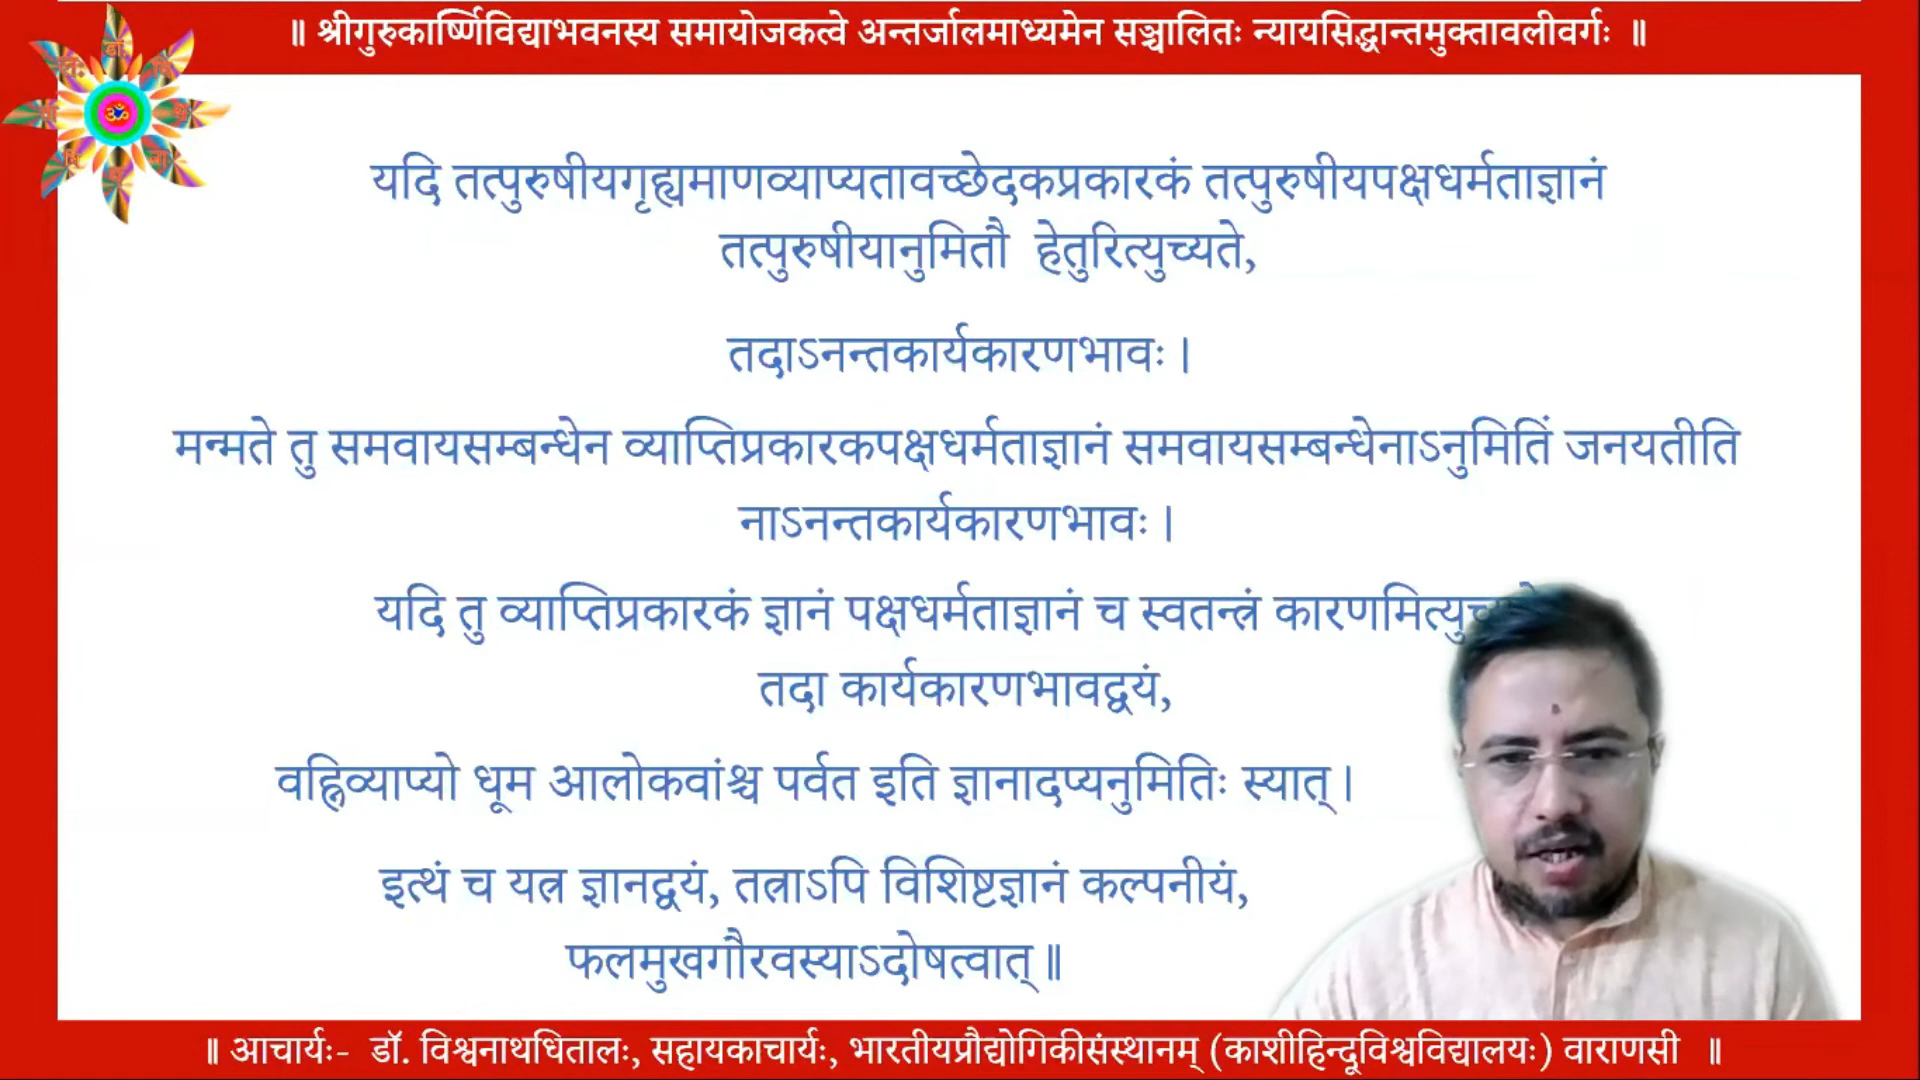 ॥ श्रीगुरुकार्ष्णिविद्याभवनस्य समायोजकत्वे अन्तर्जालमाध्यमेन सञ्चालितः न्यायसिद्धान्तमुक्तावलीवर्गः ॥
यदि तत्पुरुषीयगृह्यमाणव्याप्यतावच्छेदकप्रकारकं तत्पुरुषीयपक्षधर्मताज्ञानं
तत्पुरुषीयानुमितौ हेतुरित्युच्यते,
तदाऽनन्तकार्यकारणभावः ।
मन्मते तु समवायसम्बन्धेन व्याप्तिप्रकारकपक्षधर्मताज्ञानं समवायसम्बन्धेनाऽनुमितिं जनयतीति
नाऽनन्तकार्यकारणभावः ।
यदि तु व्याप्तिप्रकारकं ज्ञानं पक्षधर्मताज्ञानं च स्वतन्त्रं
तदा कार्यकारणभावद्वयं,
वह्निव्याप्यो धूम आलोकवांश्च पर्वत इति ज्ञानादप्यनुमितिः स्यात् ।
इत्थं च यत्र ज्ञानद्वयं, तत्राऽपि विशिष्टज्ञानं कल्पनीयं,
फलमुखगौरवस्याऽदोषत्वात् ॥
॥ आचार्यः- डॉ. विश्वनाथधितालः, सहायकाचार्यः, भारतीयप्रौद्योगिकीसंस्थानम् (काशीहिन्दूविश्वविद्यालयः) वाराणसी ॥